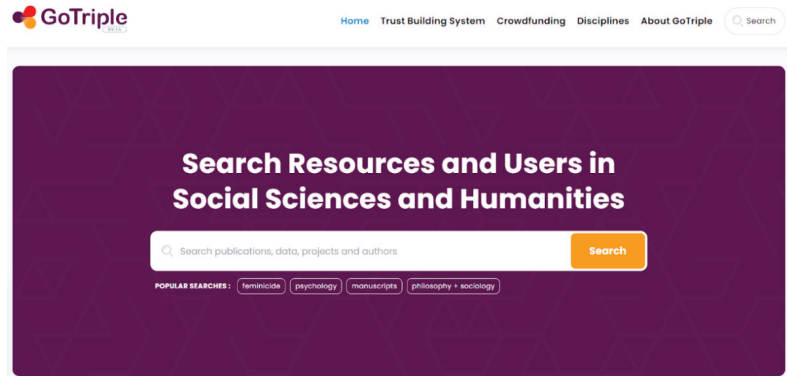 GoTriple
BETA
Home Trust Building System Crowdfunding Disciplines About GoTriple Search
Search Resources and Users in
Social Sciences and Humanities
Search publications, data, projects and authors Search
POPULAR SEARCHES : feminicide psychology manuscripts philosophy + sociology